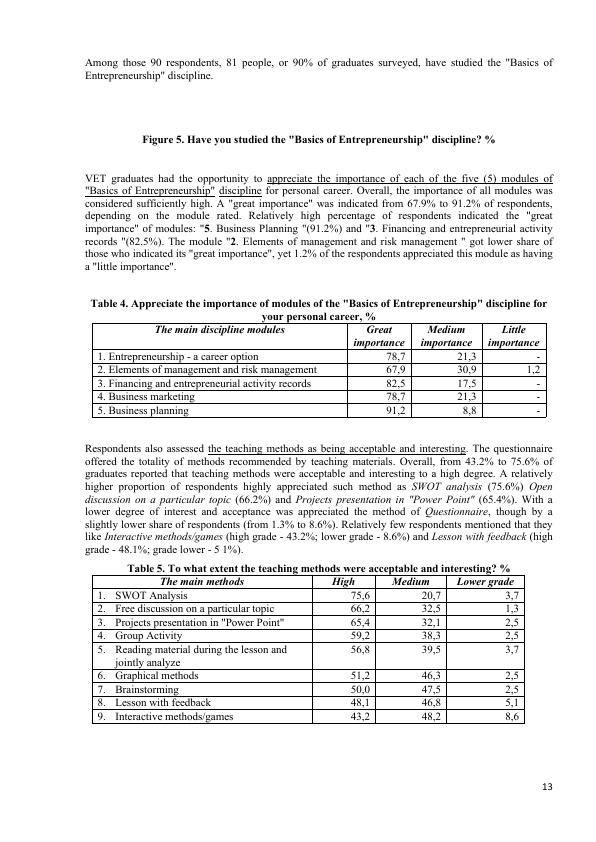 Among those 90 respondents, 81 people, or 90% of graduates surveyed, have studied the "Basics of
Entrepreneurship" discipline.
Figure 5. Have you studied the "Basics of Entrepreneurship" discipline? %
VET graduates had the opportunity to appreciate the importance of each of the five (5) modules of
"Basics of Entrepreneurship" discipline for personal career. Overall, the importance of all modules was
considered sufficiently high. A "great importance" was indicated from 67.9% to 91.2% of respondents,
depending on the module rated. Relatively high percentage of respondents indicated the "great
importance" of modules: "5. Business Planning "(91.2%) and "3. Financing and entrepreneurial activity
records "(82.5%). The module "2. Elements of management and risk management " got lower share of
those who indicated its "great importance", yet 1.2% of the respondents appreciated this module as having
a "little importance".
Table 4. Appreciate the importance of modules of the "Basics of Entrepreneurship" discipline for
your personal career, %
The main discipline modules Great importance Medium importance Little importance
1. Entrepreneurship - a career option 78,7 21,3 -
2. Elements of management and risk management 67,9 30,9 1,2
3. Financing and entrepreneurial activity records 82,5 17,5 -
4. Business marketing 78,7 21,3 -
5. Business planning 91,2 8,8 -
Respondents also assessed the teaching methods as being acceptable and interesting. The questionnaire
offered the totality of methods recommended by teaching materials. Overall, from 43.2% to 75.6% of
graduates reported that teaching methods were acceptable and interesting to a high degree. A relatively
higher proportion of respondents highly appreciated such method as SWOT analysis (75.6%) Open
discussion on a particular topic (66.2%) and Projects presentation in "Power Point" (65.4%). With a
lower degree of interest and acceptance was appreciated the method of Questionnaire, though by a
slightly lower share of respondents (from 1.3% to 8.6%). Relatively few respondents mentioned that they
like Interactive methods/games (high grade - 43.2%; lower grade - 8.6%) and Lesson with feedback (high
grade - 48.1%; grade lower - 5 1%).
Table 5. To what extent the teaching methods were acceptable and interesting? %
The main methods High Medium Lower grade
1. SWOT Analysis 75,6 20,7 3,7
2. Free discussion on a particular topic 66,2 32,5 1,3
3. Projects presentation in "Power Point" 65,4 32,1 2,5
4. Group Activity 59,2 38,3 2,5
5. Reading material during the lesson and 56,8 39,5 3,7
jointly analyze
6. Graphical methods 51,2 46,3 2,5
7. Brainstorming 50,0 47,5 2,5
8. Lesson with feedback 48,1 46,8 5,1
9. Interactive methods/games 43,2 48,2 8,6
13